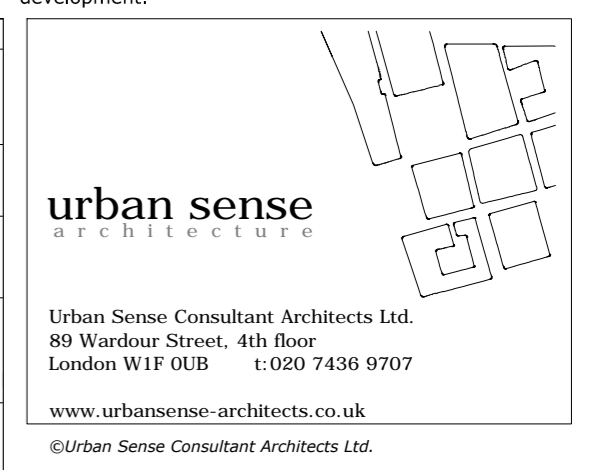 development.
urban sense
architecture
Urban Sense Consultant Architects Ltd.
89 Wardour Street, 4th floor
London W1F 0UB t: 020 7436 9707
www.urbansense-architects.co.uk
©Urban Sense Consultant Architects Ltd.